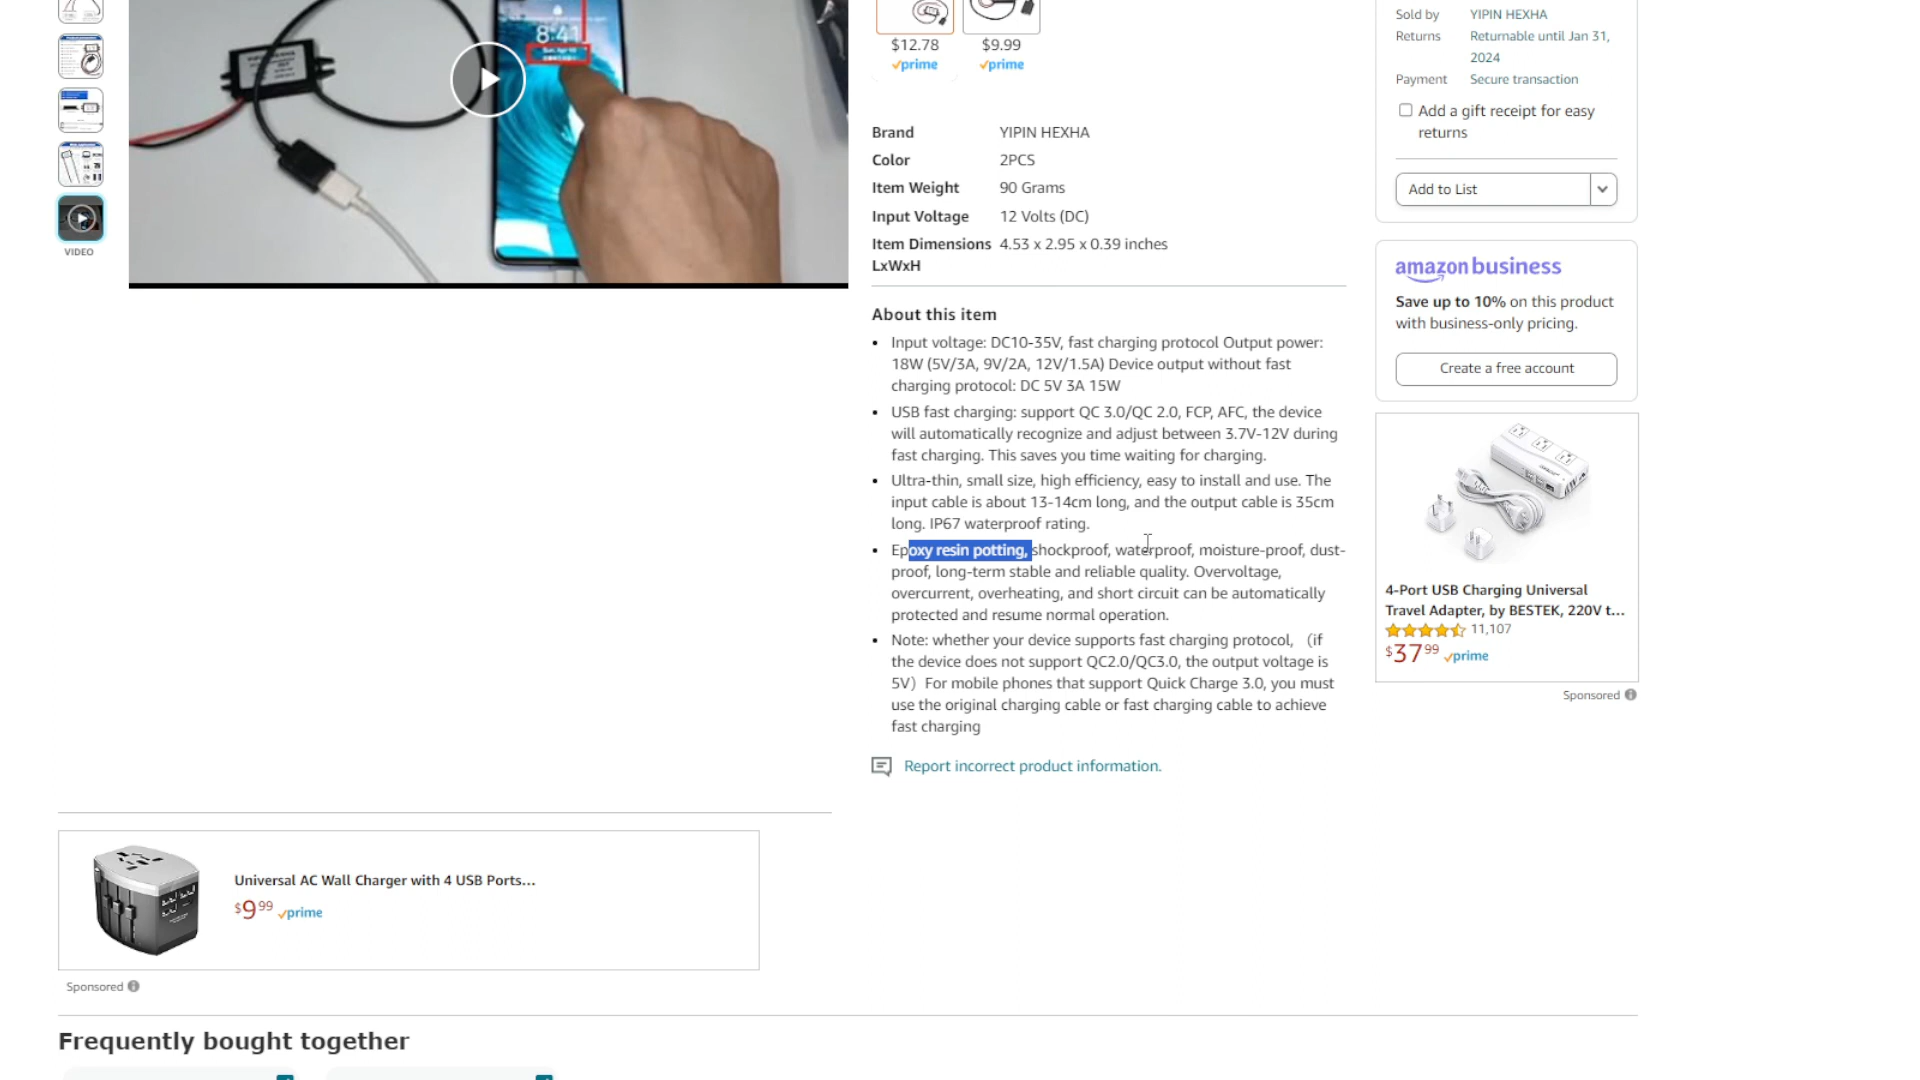 8:41
$12.78
prime
$9.99
prime
VIDEO
Brand YIPIN HEXHA
Color 2PCS
Item Weight 90 Grams
Input Voltage 12 Volts (DC)
Item Dimensions 4.53 x 2.95 x 0.39 inches
LxWxH
About this item
• Input voltage: DC10-35V, fast charging protocol Output power:
18W (5V/3A, 9V/2A, 12V/1.5A) Device output without fast
charging protocol: DC 5V 3A 15W
• USB fast charging: support QC 3.0/QC 2.0, FCP, AFC, the device
will automatically recognize and adjust between 3.7V-12V during
fast charging. This saves you time waiting for charging.
• Ultra-thin, small size, high efficiency, easy to install and use. The
input cable is about 13-14cm long, and the output cable is 35cm
long. IP67 waterproof rating.
• Epoxy resin potting, shockproof, waterproof, moisture-proof, dust-
proof, long-term stable and reliable quality. Overvoltage,
overcurrent, overheating, and short circuit can be automatically
protected and resume normal operation.
• Note: whether your device supports fast charging protocol,（if
the device does not support QC2.0/QC3.0, the output voltage is
5V）For mobile phones that support Quick Charge 3.0, you must
use the original charging cable or fast charging cable to achieve
fast charging
Report incorrect product information.
Sold by YIPIN HEXHA
Returns Returnable until Jan 31,
2024
Payment Secure transaction
Add a gift receipt for easy
returns
Add to List
amazon business
Save up to 10% on this product
with business-only pricing.
Create a free account
4-Port USB Charging Universal
Travel Adapter, by BESTEK, 220V t...
11,107
$37.99 prime
Sponsored
Universal AC Wall Charger with 4 USB Ports...
$9.99 prime
Sponsored
Frequently bought together